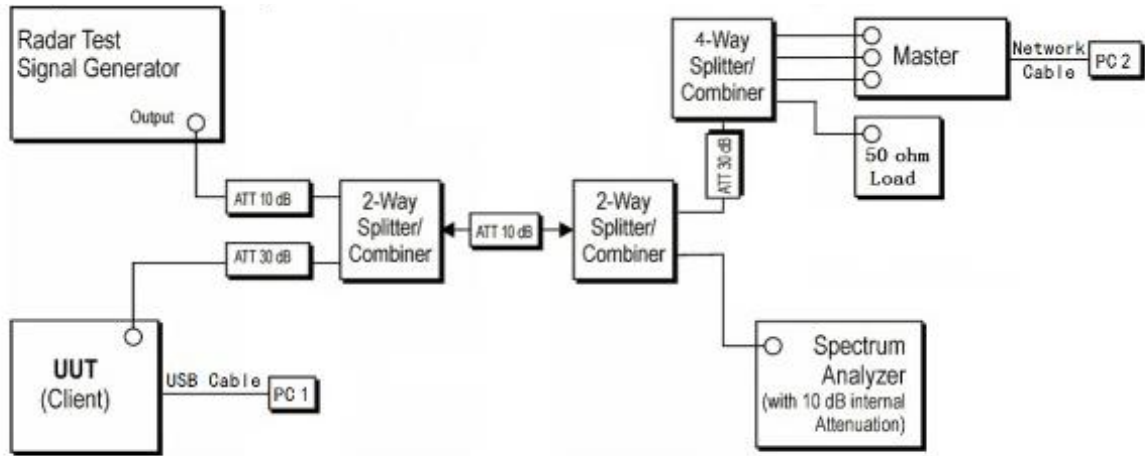 Radar Test
Signal Generator
Output
ATT 10 dB
ATT 30 dB
2-Way
Splitter/
Combiner
ATT 10 dB
2-Way
Splitter/
Combiner
ATT 30 dB
4-Way
Splitter/
Combiner
Master
Network
Cable
PC 2
50 ohm
Load
UUT
(Client)
USB Cable
PC 1
Spectrum
Analyzer
(with 10 dB internal
Attenuation)